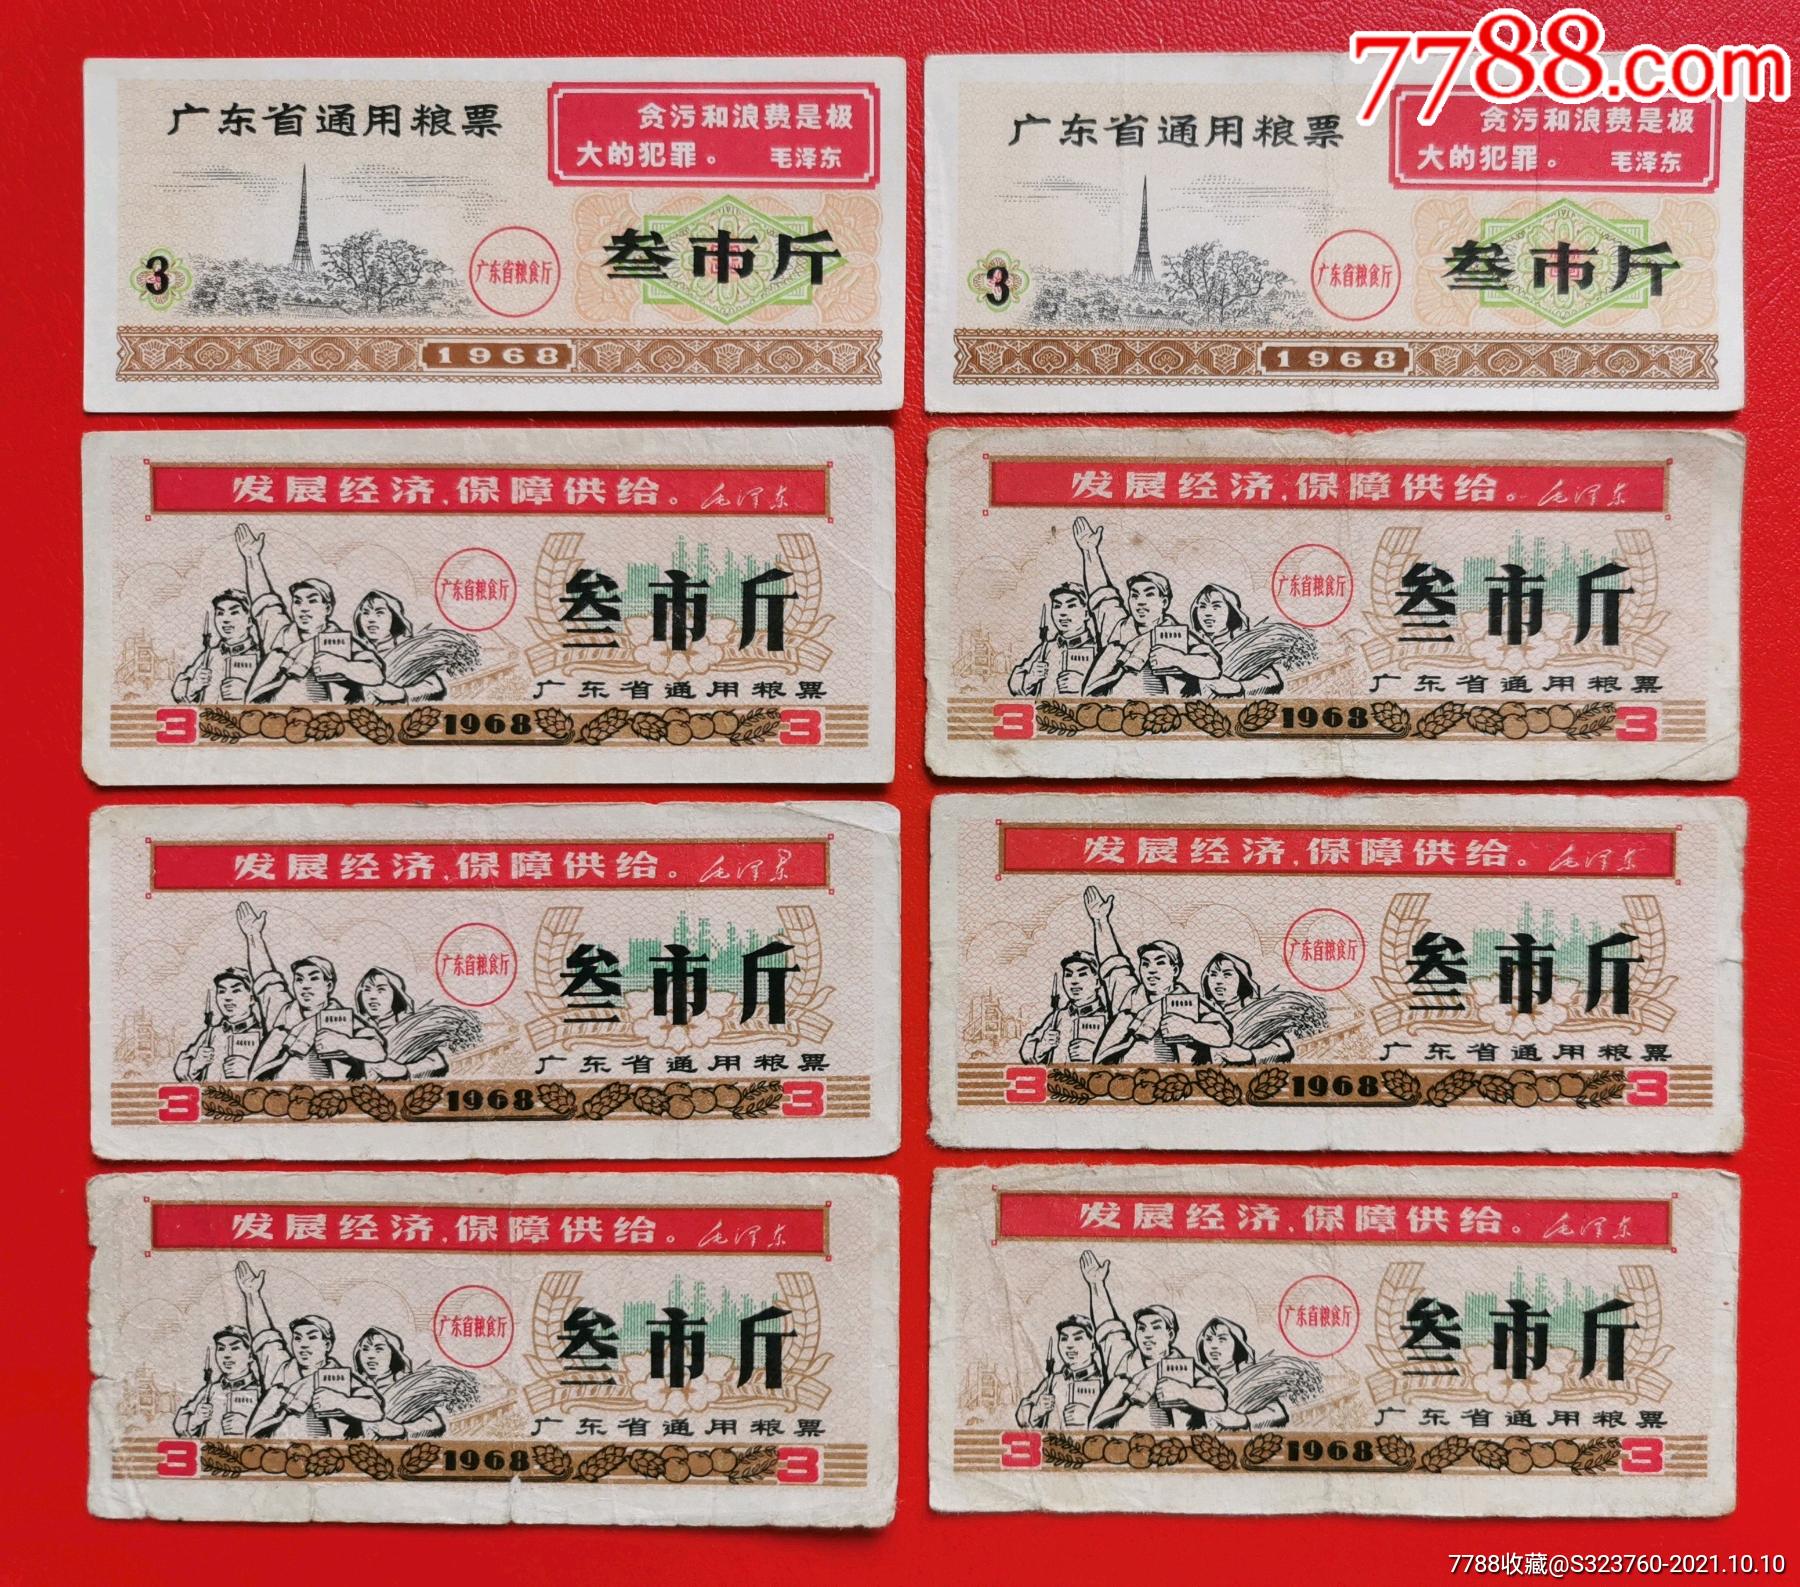 7788.com
广东省通用粮票
贪污和浪费是极
大的犯罪。 毛泽东
3
广东省粮食厅
叁市斤
1968
广东省通用粮票
贪污和浪费是极
大的犯罪。 毛泽东
3
广东省粮食厅
叁市斤
1968
发展经济,保障供给。毛泽东
广东省粮食厅
叁市斤
广东省通用粮票
3 1968 3
发展经济,保障供给。毛泽东
广东省粮食厅
叁市斤
广东省通用粮票
3 1968 3
发展经济,保障供给。毛泽东
广东省粮食厅
叁市斤
广东省通用粮票
3 1968 3
发展经济,保障供给。毛泽东
广东省粮食厅
叁市斤
广东省通用粮票
3 1968 3
发展经济,保障供给。毛泽东
广东省粮食厅
叁市斤
广东省通用粮票
3 1968 3
发展经济,保障供给。毛泽东
广东省粮食厅
叁市斤
广东省通用粮票
3 1968 3
7788收藏@S323760-2021.10.10